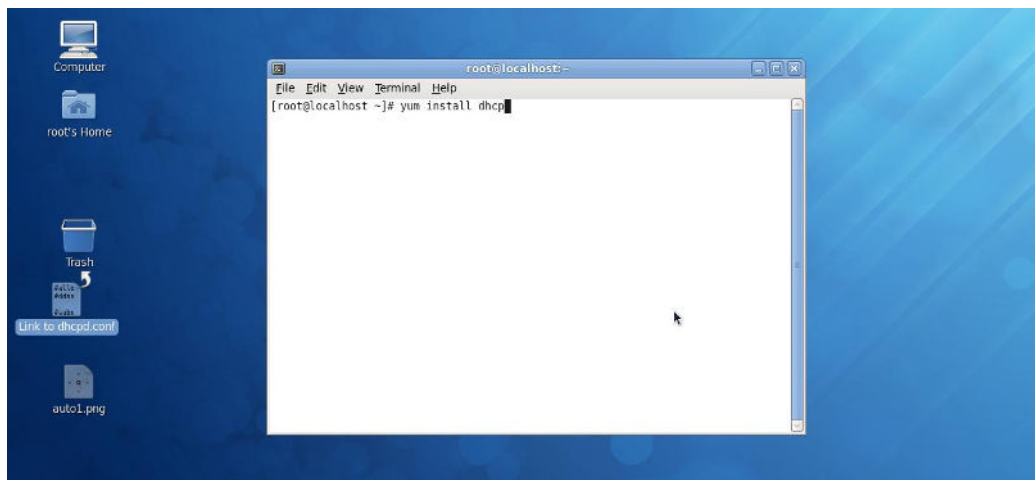 Computer
root's Home
Trash
Link to dhcpd.conf
auto1.png
root@localhost:~
File Edit View Terminal Help
[root@localhost ~]# yum install dhcp